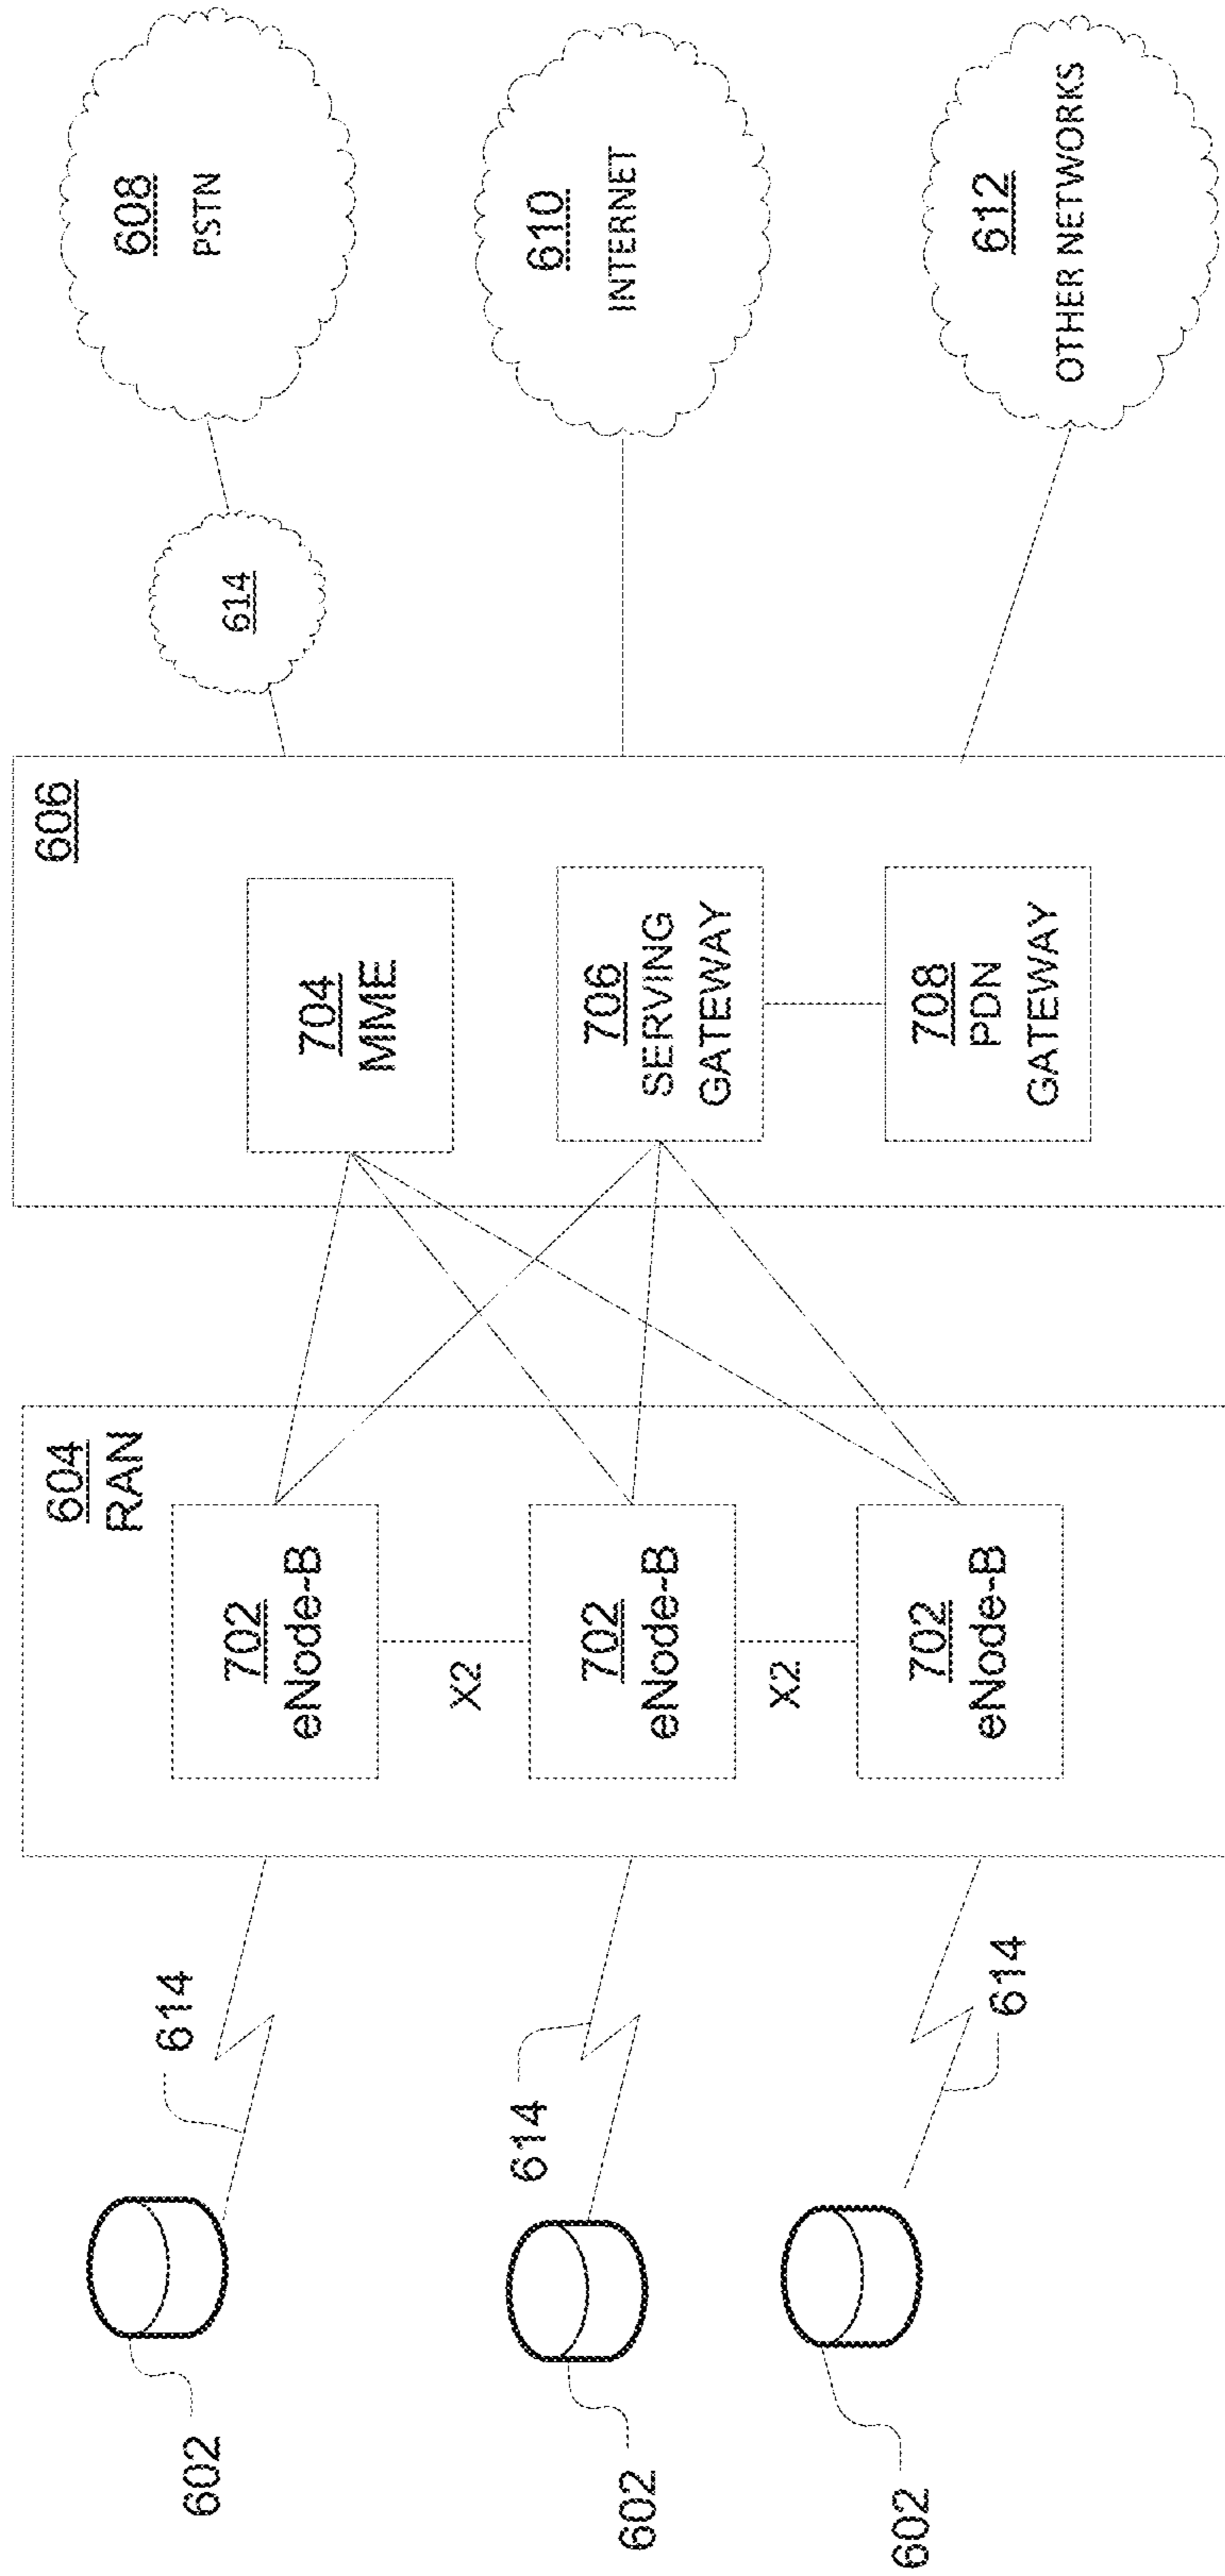 602
614
602
614
602
614
604
RAN
702
eNode-B
X2
702
eNode-B
X2
702
eNode-B
606
704
MME
706
SERVING
GATEWAY
708
PDN
GATEWAY
614
608
PSTN
610
INTERNET
612
OTHER NETWORKS